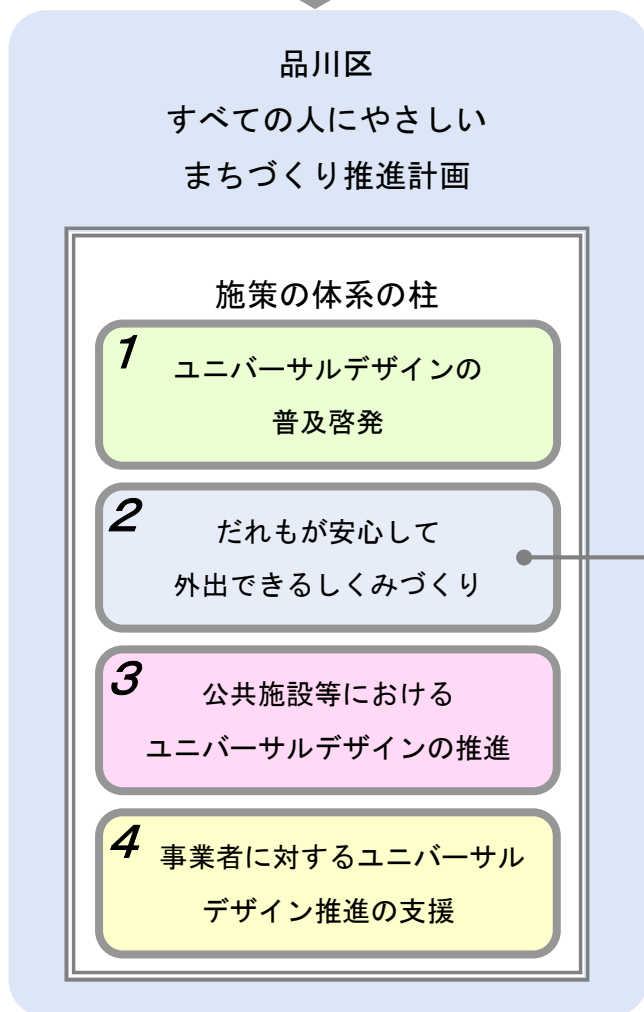 品川区
すべての人にやさしい
まちづくり推進計画
施策の体系の柱
1
ユニバーサルデザインの
普及啓発
2
だれもが安心して
外出できるしくみづくり
3
公共施設等における
ユニバーサルデザインの推進
4
事業者に対するユニバーサル
デザイン推進の支援